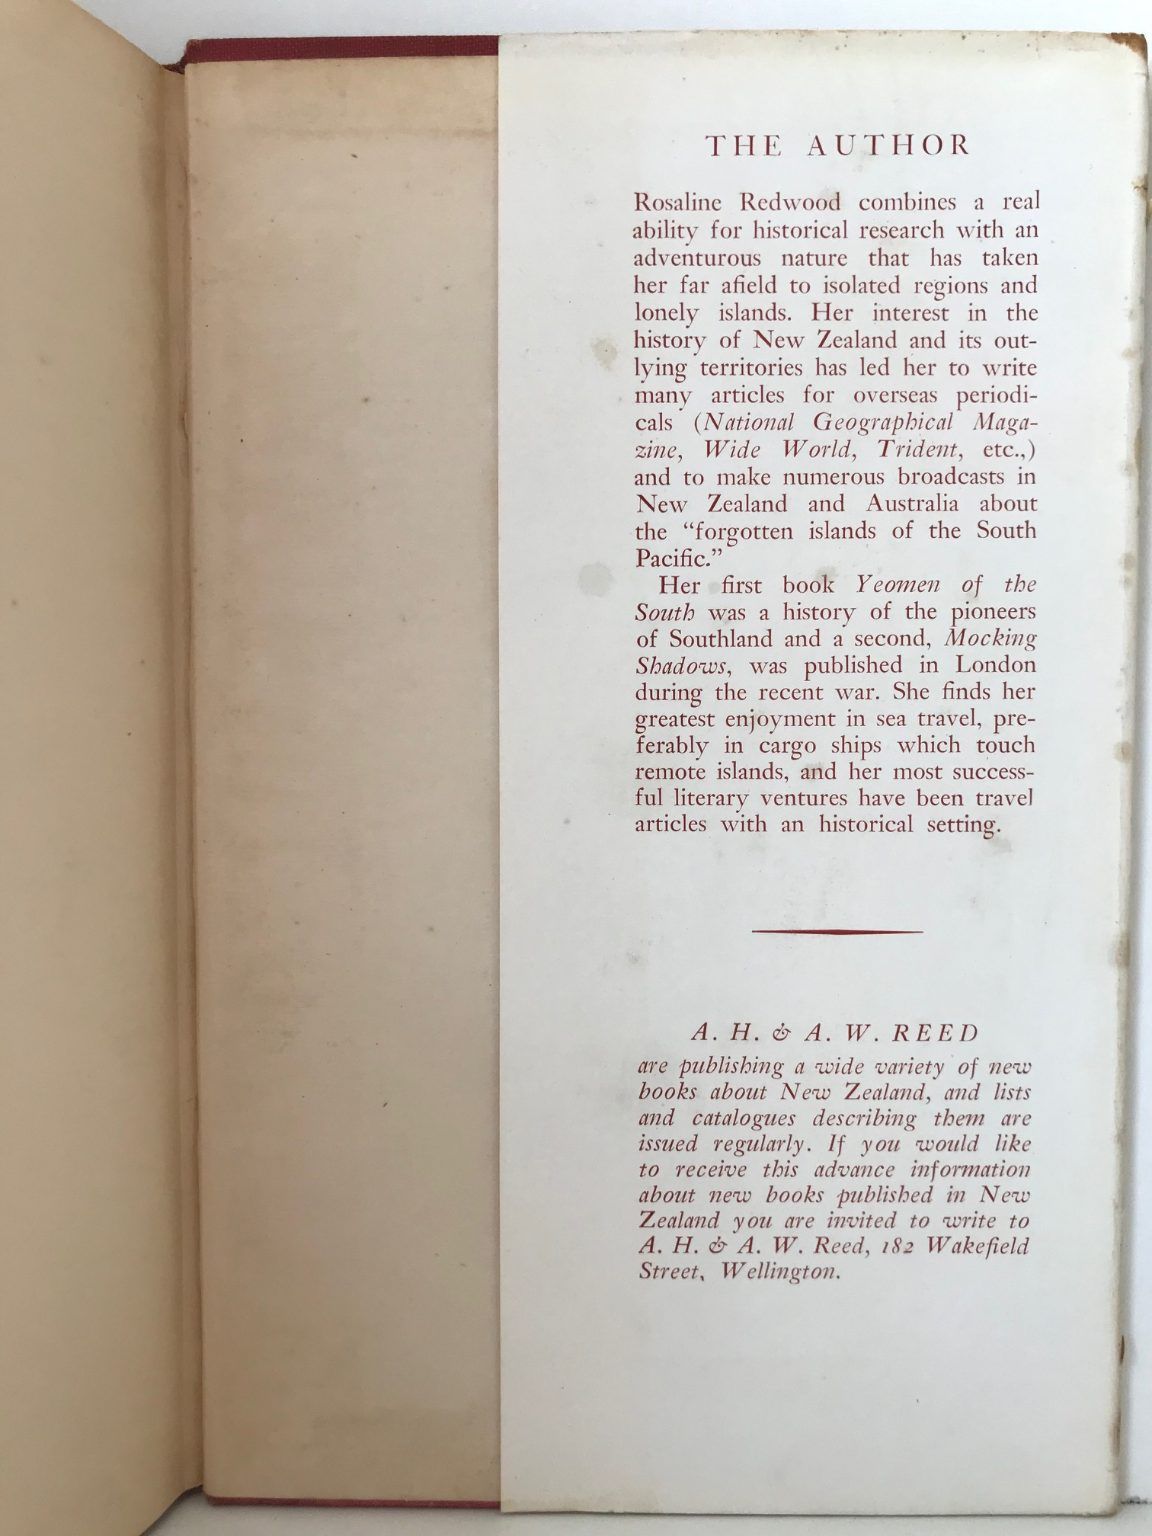 THE AUTHOR
Rosaline Redwood combines a real
ability for historical research with an
adventurous nature that has taken
her far afield to isolated regions and
lonely islands. Her interest in the
history of New Zealand and its out-
lying territories has led her to write
many articles for overseas periodi-
cals (National Geographical Maga-
zine, Wide World, Trident, etc.,)
and to make numerous broadcasts in
New Zealand and Australia about
the “forgotten islands of the South
Pacific.”
Her first book Yeomen of the
South was a history of the pioneers
of Southland and a second, Mocking
Shadows, was published in London
during the recent war. She finds her
greatest enjoyment in sea travel, pre-
ferably in cargo ships which touch
remote islands, and her most success-
ful literary ventures have been travel
articles with an historical setting.
A. H. & A. W. REED
are publishing a wide variety of new
books about New Zealand, and lists
and catalogues describing them are
issued regularly. If you would like
to receive this advance information
about new books published in New
Zealand you are invited to write to
A. H. & A. W. Reed, 182 Wakefield
Street, Wellington.